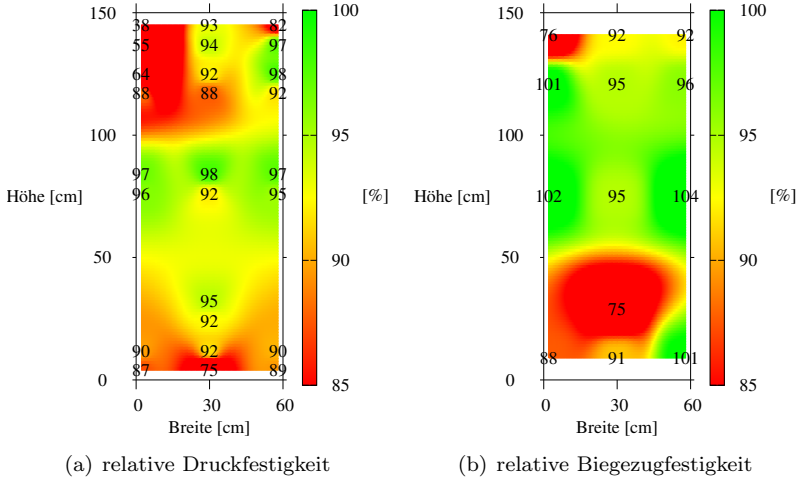 150
100
50
0
Höhe [cm]
38 93 82
55 94 97
64 92 98
88 88 92
97 98 97
96 92 95
95
92
90 92 90
87 75 89
0 30 60
Breite [cm]
100
95
90
85
[%]
(a) relative Druckfestigkeit
150
100
50
0
Höhe [cm]
76 92 92
101 95 96
102 95 104
75
88 91 101
0 30 60
Breite [cm]
100
95
90
85
[%]
(b) relative Biegezugfestigkeit